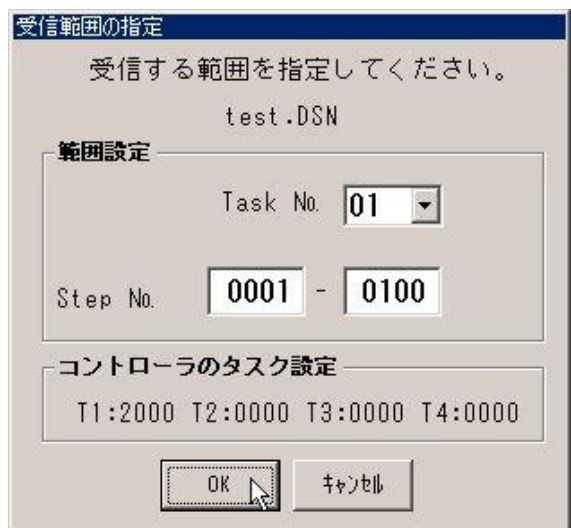 受信範囲の指定
受信する範囲を指定してください。
test.DSN
範囲設定
Task №. 01
Step №. 0001 - 0100
コントローラのタスク設定
T1:2000 T2:0000 T3:0000 T4:0000
OK ｷｬﾝｾﾙ